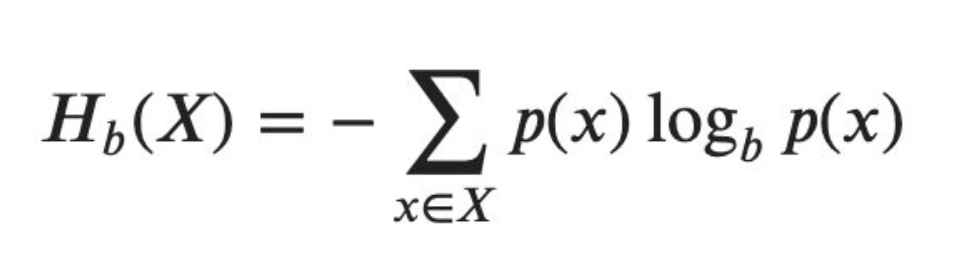 H_b(X) = − ∑_{x∈X} p(x) log_b p(x)